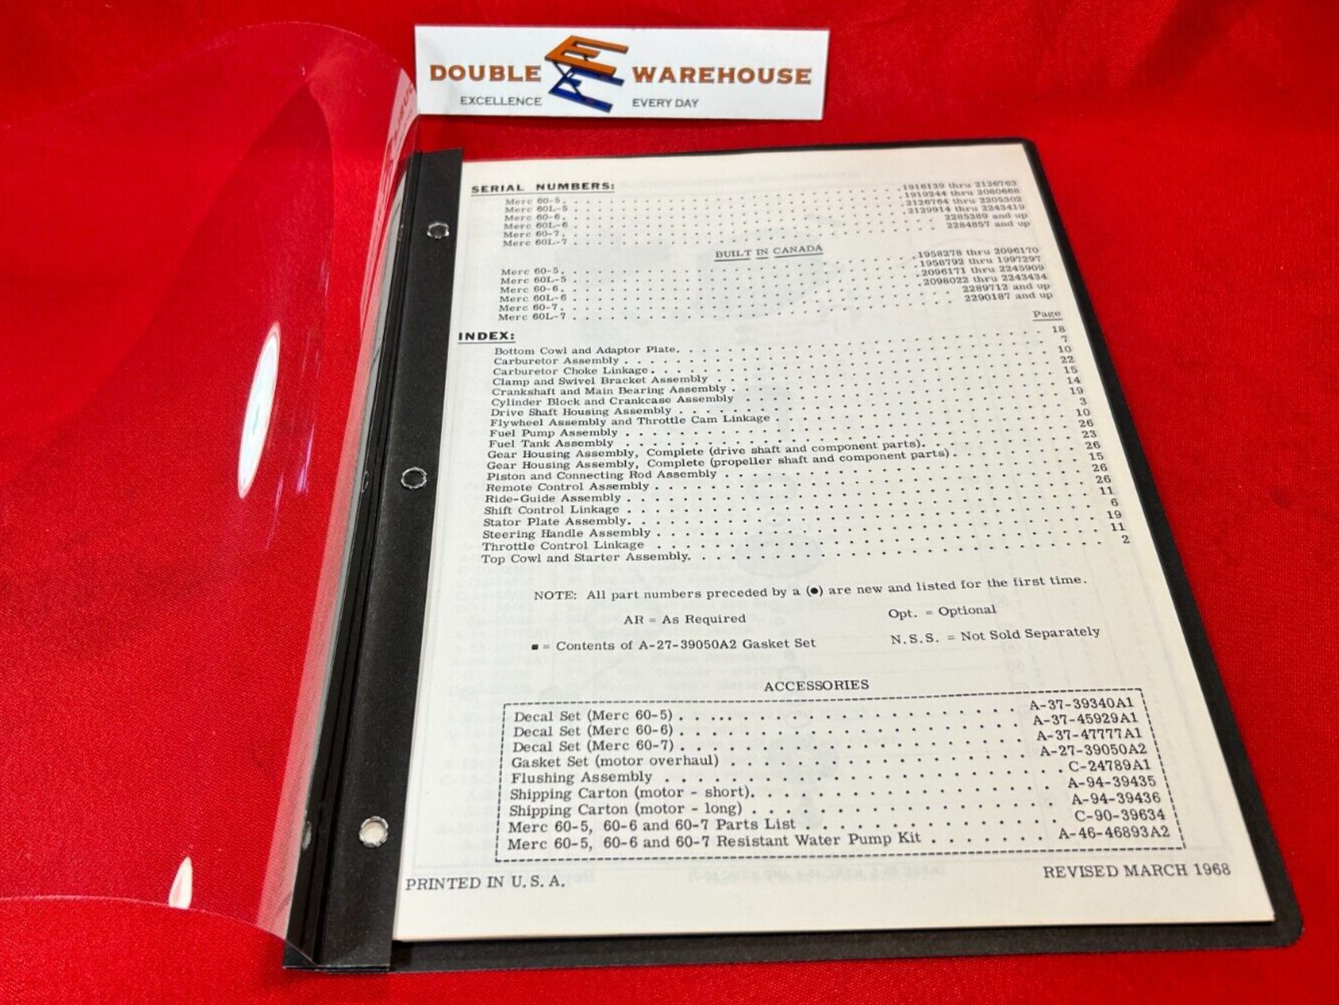 DOUBLE EE WAREHOUSE
EXCELLENCE EVERY DAY
SERIAL NUMBERS:
Merc 60-5. . . . 1916139 thru 2126763
Merc 60L-5 . . . . 1919244 thru 2080668
Merc 60-6. . . . 2126764 thru 2205302
Merc 60L-6 . . . . 2129914 thru 2243419
Merc 60-7. . . . 2285389 and up
Merc 60L-7 . . . . 2284857 and up
BUILT IN CANADA
Merc 60-5. . . . 1958278 thru 2096170
Merc 60L-5 . . . . 1958792 thru 1997297
Merc 60-6. . . . 2096171 thru 2245909
Merc 60L-6 . . . . 2098022 thru 2243434
Merc 60-7. . . . 2289712 and up
Merc 60L-7 . . . . 2290187 and up
Page
INDEX:
Bottom Cowl and Adaptor Plate. . . . 18
Carburetor Assembly . . . . 7
Carburetor Choke Linkage . . . . 10
Clamp and Swivel Bracket Assembly . . . . 22
Crankshaft and Main Bearing Assembly . . . . 15
Cylinder Block and Crankcase Assembly . . . . 14
Drive Shaft Housing Assembly . . . . 19
Flywheel Assembly and Throttle Cam Linkage . . . . 3
Fuel Pump Assembly . . . . 10
Fuel Tank Assembly . . . . 26
Gear Housing Assembly, Complete (drive shaft and component parts). . . . 23
Gear Housing Assembly, Complete (propeller shaft and component parts) . . . . 26
Piston and Connecting Rod Assembly . . . . 15
Remote Control Assembly . . . . 26
Ride-Guide Assembly . . . . 26
Shift Control Linkage . . . . 11
Stator Plate Assembly. . . . 6
Steering Handle Assembly . . . . 19
Throttle Control Linkage . . . . 11
Top Cowl and Starter Assembly. . . . 2
NOTE: All part numbers preceded by a (●) are new and listed for the first time.
AR = As Required Opt. = Optional
■ = Contents of A-27-39050A2 Gasket Set N.S.S. = Not Sold Separately
ACCESSORIES
Decal Set (Merc 60-5) . . . . A-37-39340A1
Decal Set (Merc 60-6) . . . . A-37-45929A1
Decal Set (Merc 60-7) . . . . A-37-47777A1
Gasket Set (motor overhaul) . . . . A-27-39050A2
Flushing Assembly . . . . C-24789A1
Shipping Carton (motor - short). . . . A-94-39435
Shipping Carton (motor - long) . . . . A-94-39436
Merc 60-5, 60-6 and 60-7 Parts List . . . . C-90-39634
Merc 60-5, 60-6 and 60-7 Resistant Water Pump Kit . . . . A-46-46893A2
PRINTED IN U.S.A. REVISED MARCH 1968